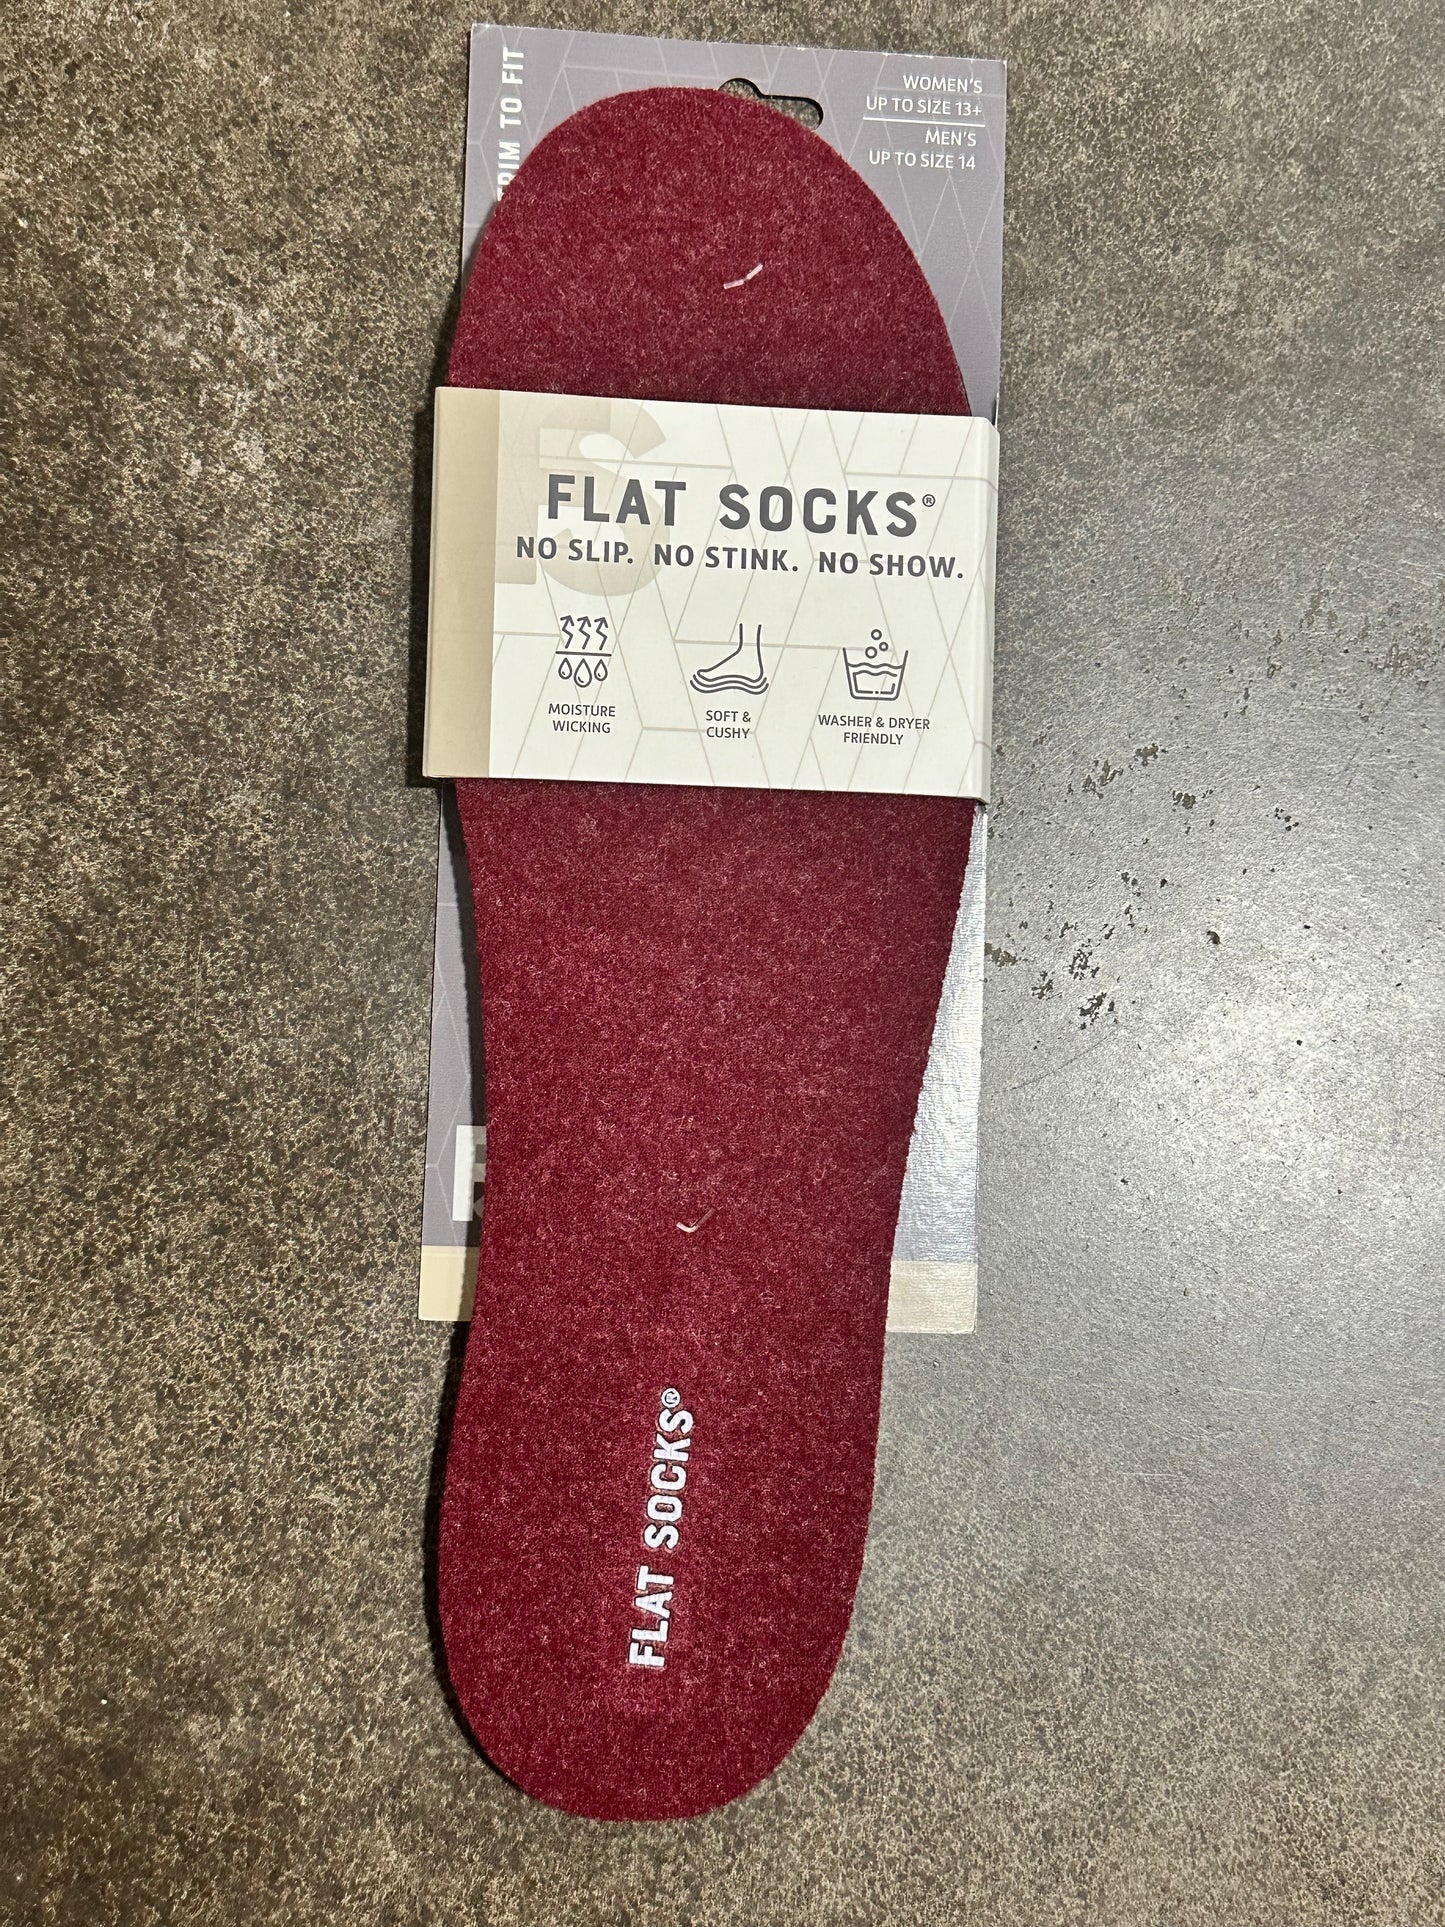 TRIM TO FIT
WOMEN'S
UP TO SIZE 13+
MEN'S
UP TO SIZE 14
FLAT SOCKS®
NO SLIP. NO STINK. NO SHOW.
MOISTURE
WICKING
SOFT &
CUSHY
WASHER & DRYER
FRIENDLY
FLAT SOCKS®